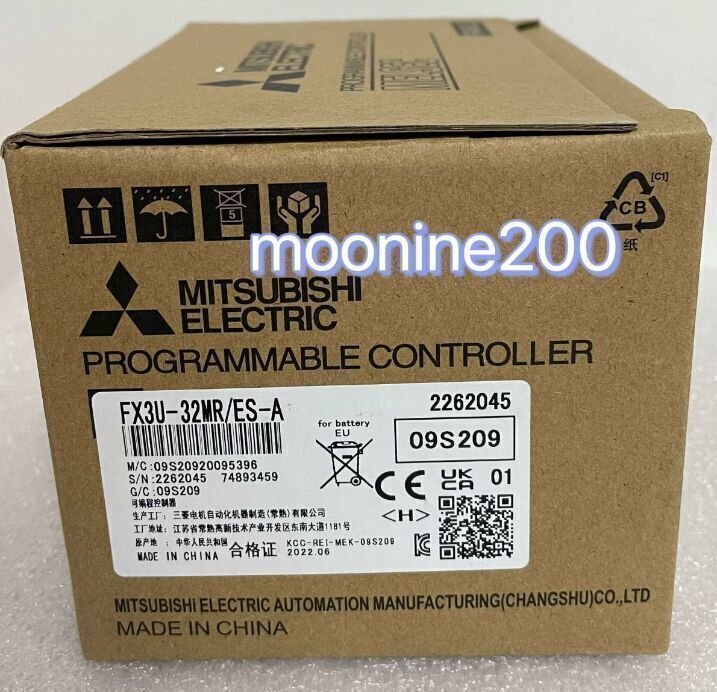 MITSUBISHI
ELECTRIC
PROGRAMMABLE CONTROLLER
5
[C1]
CB
纸
moonine200
MITSUBISHI
ELECTRIC
PROGRAMMABLE CONTROLLER
FX3U-32MR/ES-A
2262045
for battery
EU
09S209
M/C:09S20920095396
S/N:2262045 74893459
G/C:09S209
CE UK CA 01
<H>
可编程控制器
生产工厂: 三菱电机自动化机器制造(常熟)有限公司
工厂地址: 江苏省常熟高新技术产业开发区东南大道1181号
原产地 : 中华人民共和国
KCC-REI-MEK-09S209
MADE IN CHINA 合格证 2022.06
MITSUBISHI ELECTRIC AUTOMATION MANUFACTURING(CHANGSHU)CO.,LTD
MADE IN CHINA